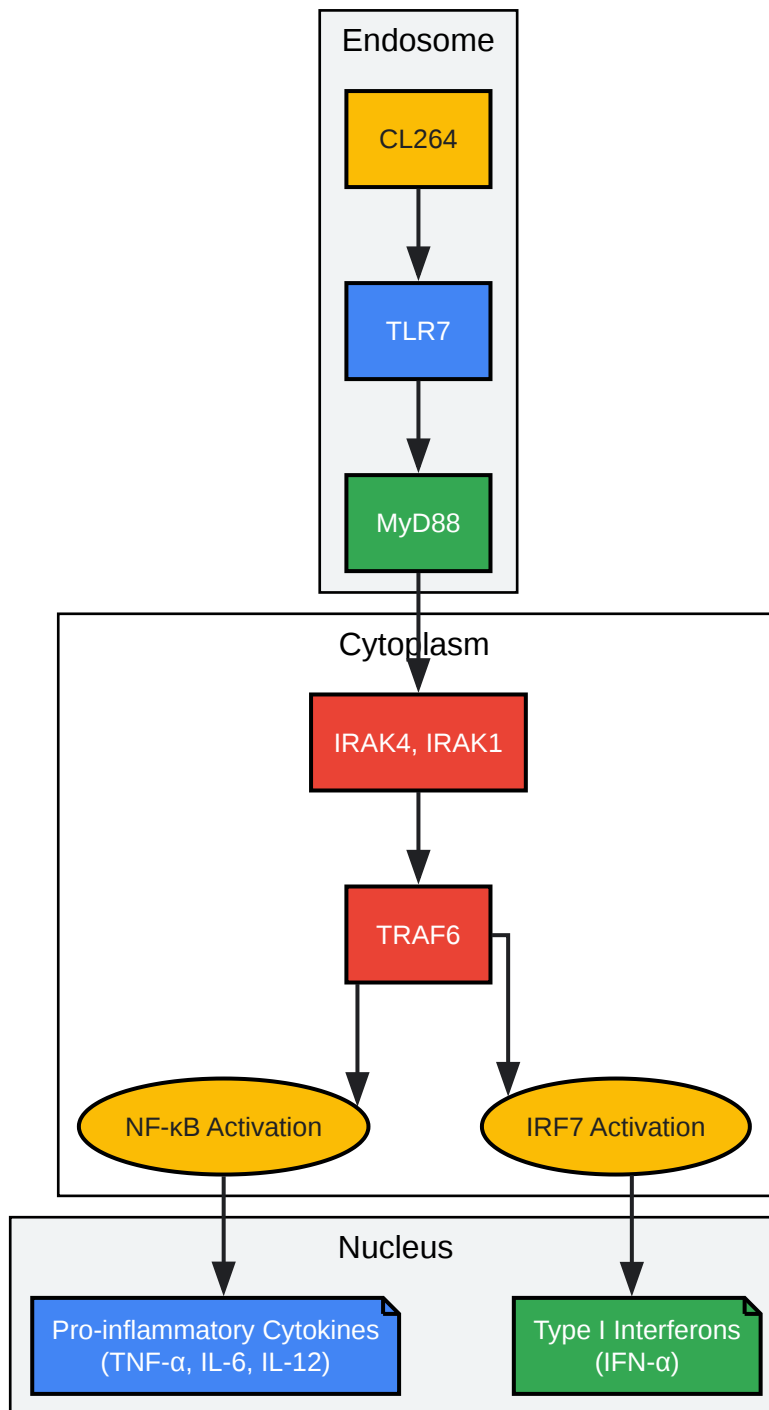 Endosome
CL264
TLR7
MyD88
Cytoplasm
IRAK4, IRAK1
TRAF6
NF-κB Activation
IRF7 Activation
Nucleus
Pro-inflammatory Cytokines
(TNF-α, IL-6, IL-12)
Type I Interferons
(IFN-α)